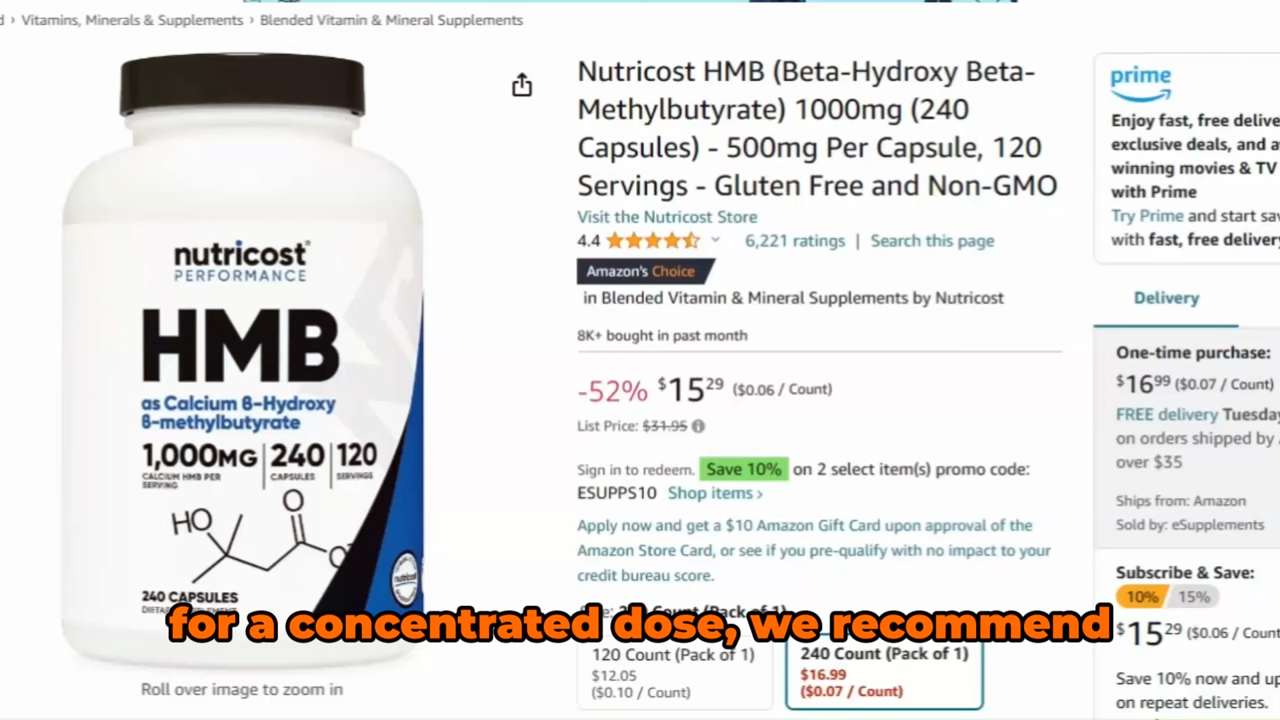 d › Vitamins, Minerals & Supplements › Blended Vitamin & Mineral Supplements
nutricost®
PERFORMANCE
HMB
as Calcium β-Hydroxy
β-methylbutyrate
1,000MG 240 120
CALCIUM HMB PER SERVING CAPSULES SERVINGS
HO O O
240 CAPSULES
nutricost
Roll over image to zoom in
Nutricost HMB (Beta-Hydroxy Beta-
Methylbutyrate) 1000mg (240
Capsules) - 500mg Per Capsule, 120
Servings - Gluten Free and Non-GMO
Visit the Nutricost Store
4.4 6,221 ratings | Search this page
Amazon's Choice
in Blended Vitamin & Mineral Supplements by Nutricost
8K+ bought in past month
-52% $15.29 ($0.06 / Count)
List Price: $31.95
Sign in to redeem. Save 10% on 2 select item(s) promo code:
ESUPPS10 Shop items ›
Apply now and get a $10 Amazon Gift Card upon approval of the
Amazon Store Card, or see if you pre-qualify with no impact to your
credit bureau score.
for a concentrated dose, we recommend
120 Count (Pack of 1)
$12.05
($0.10 / Count)
240 Count (Pack of 1)
$16.99
($0.07 / Count)
prime
Enjoy fast, free delive
exclusive deals, and a
winning movies & TV
with Prime
Try Prime and start sav
with fast, free delivery
Delivery
One-time purchase:
$16.99 ($0.07 / Count)
FREE delivery Tuesday
on orders shipped by
over $35
Ships from: Amazon
Sold by: eSupplements
Subscribe & Save:
10% 15%
$15.29 ($0.06 / Count
Save 10% now and up
on repeat deliveries.